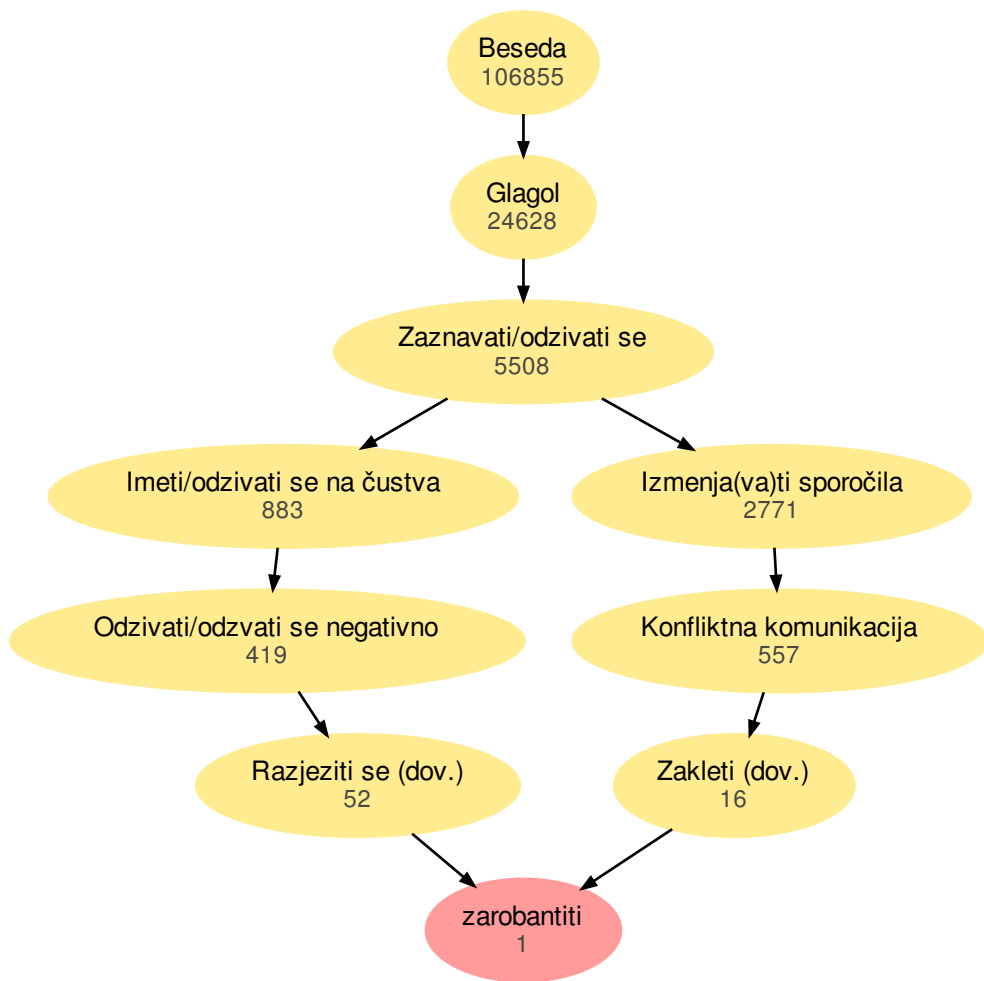 Beseda
106855
Glagol
24628
Zaznavati/odzivati se
5508
Imeti/odzivati se na čustva
883
Izmenja(va)ti sporočila
2771
Odzivati/odzvati se negativno
419
Konfliktna komunikacija
557
Razjeziti se (dov.)
52
Zakleti (dov.)
16
zarobantiti
1